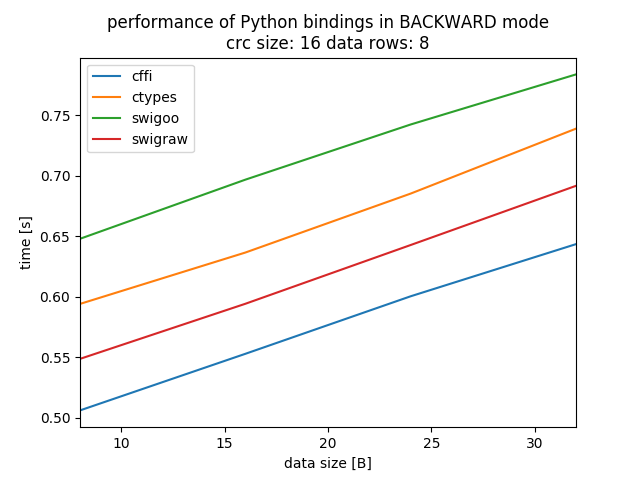 performance of Python bindings in BACKWARD mode
crc size: 16 data rows: 8
cffi
ctypes
swigoo
swigraw
time [s]
0.75
0.70
0.65
0.60
0.55
0.50
10 15 20 25 30
data size [B]